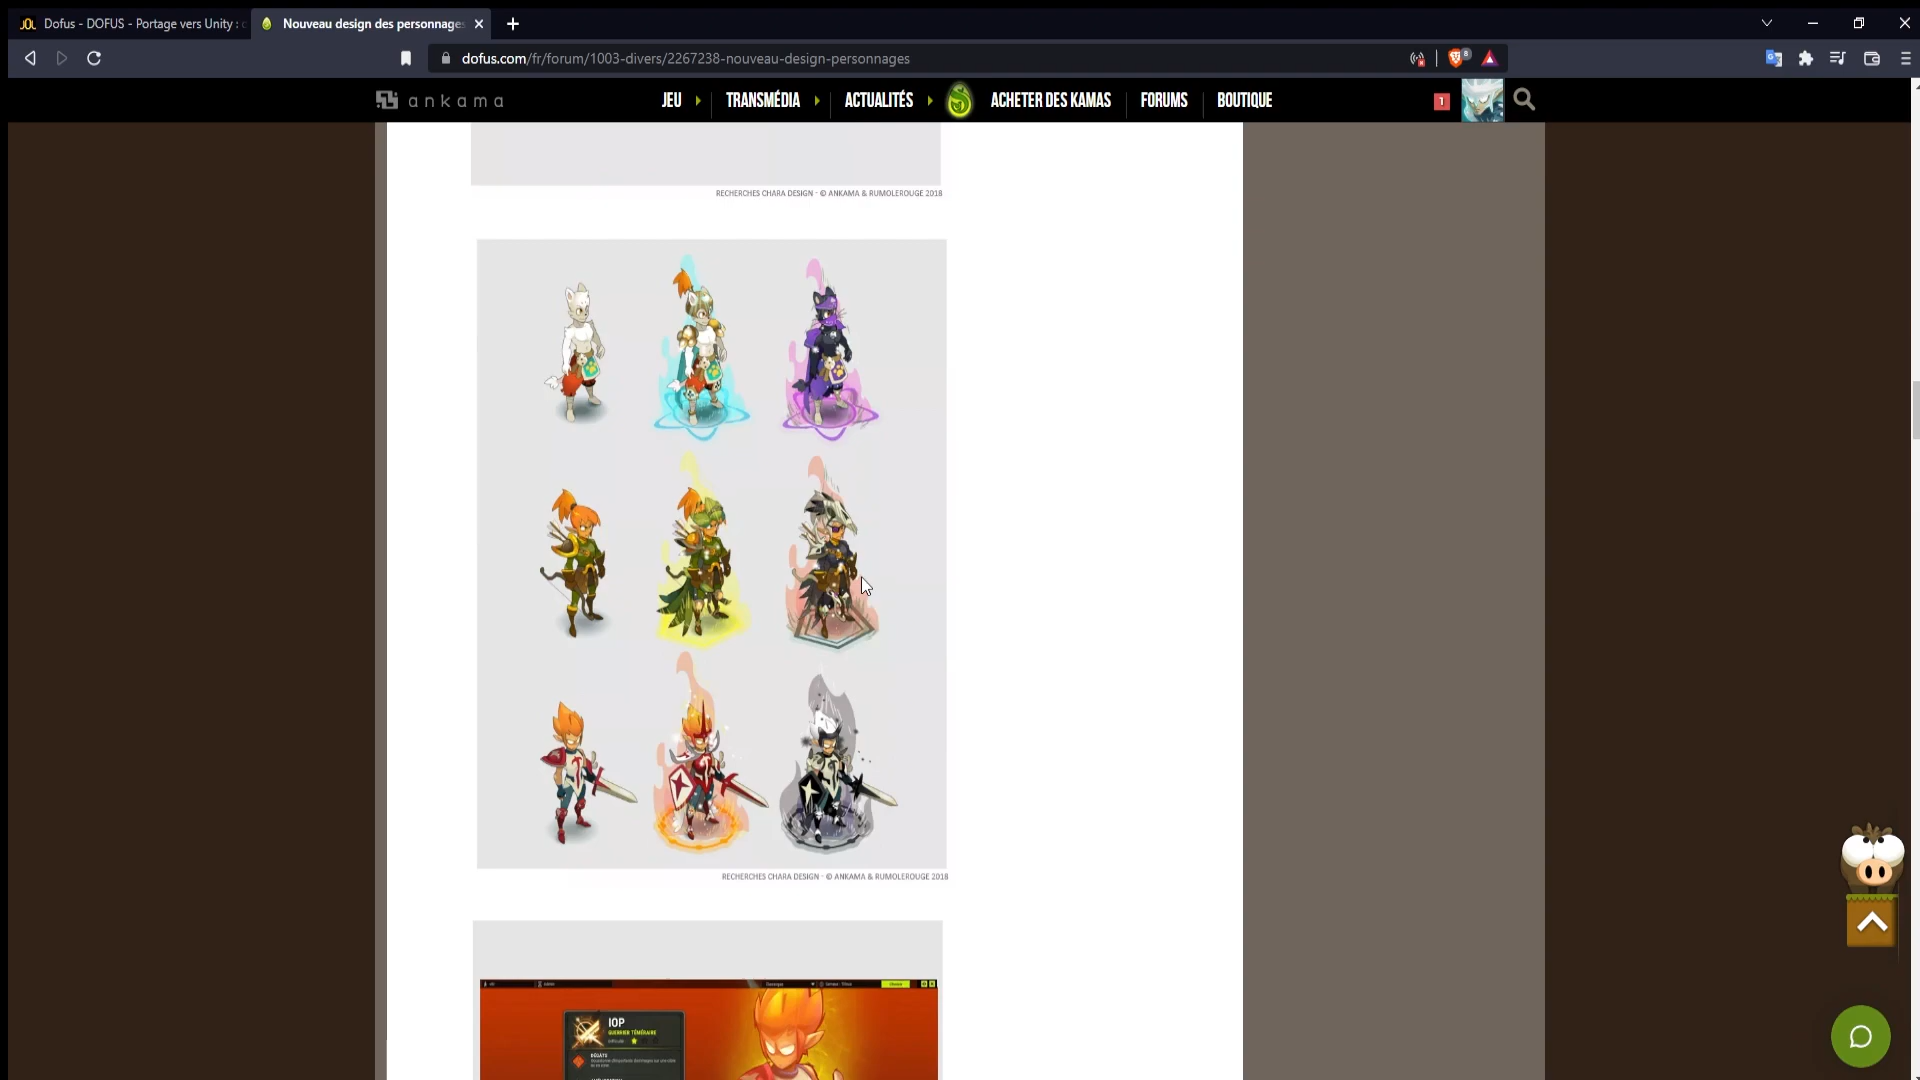 Dofus - DOFUS - Portage vers Unity :
Nouveau design des personnages
dofus.com/fr/forum/1003-divers/2267238-nouveau-design-personnages
8
ankama
JEU
TRANSMÉDIA
ACTUALITÉS
ACHETER DES KAMAS
FORUMS
BOUTIQUE
1
RECHERCHES CHARA DESIGN - © ANKAMA & RUMOLEROUGE 2018
RECHERCHES CHARA DESIGN - © ANKAMA & RUMOLEROUGE 2018
IOP
GUERRIER TÉMÉRAIRE
DÉGÂTS